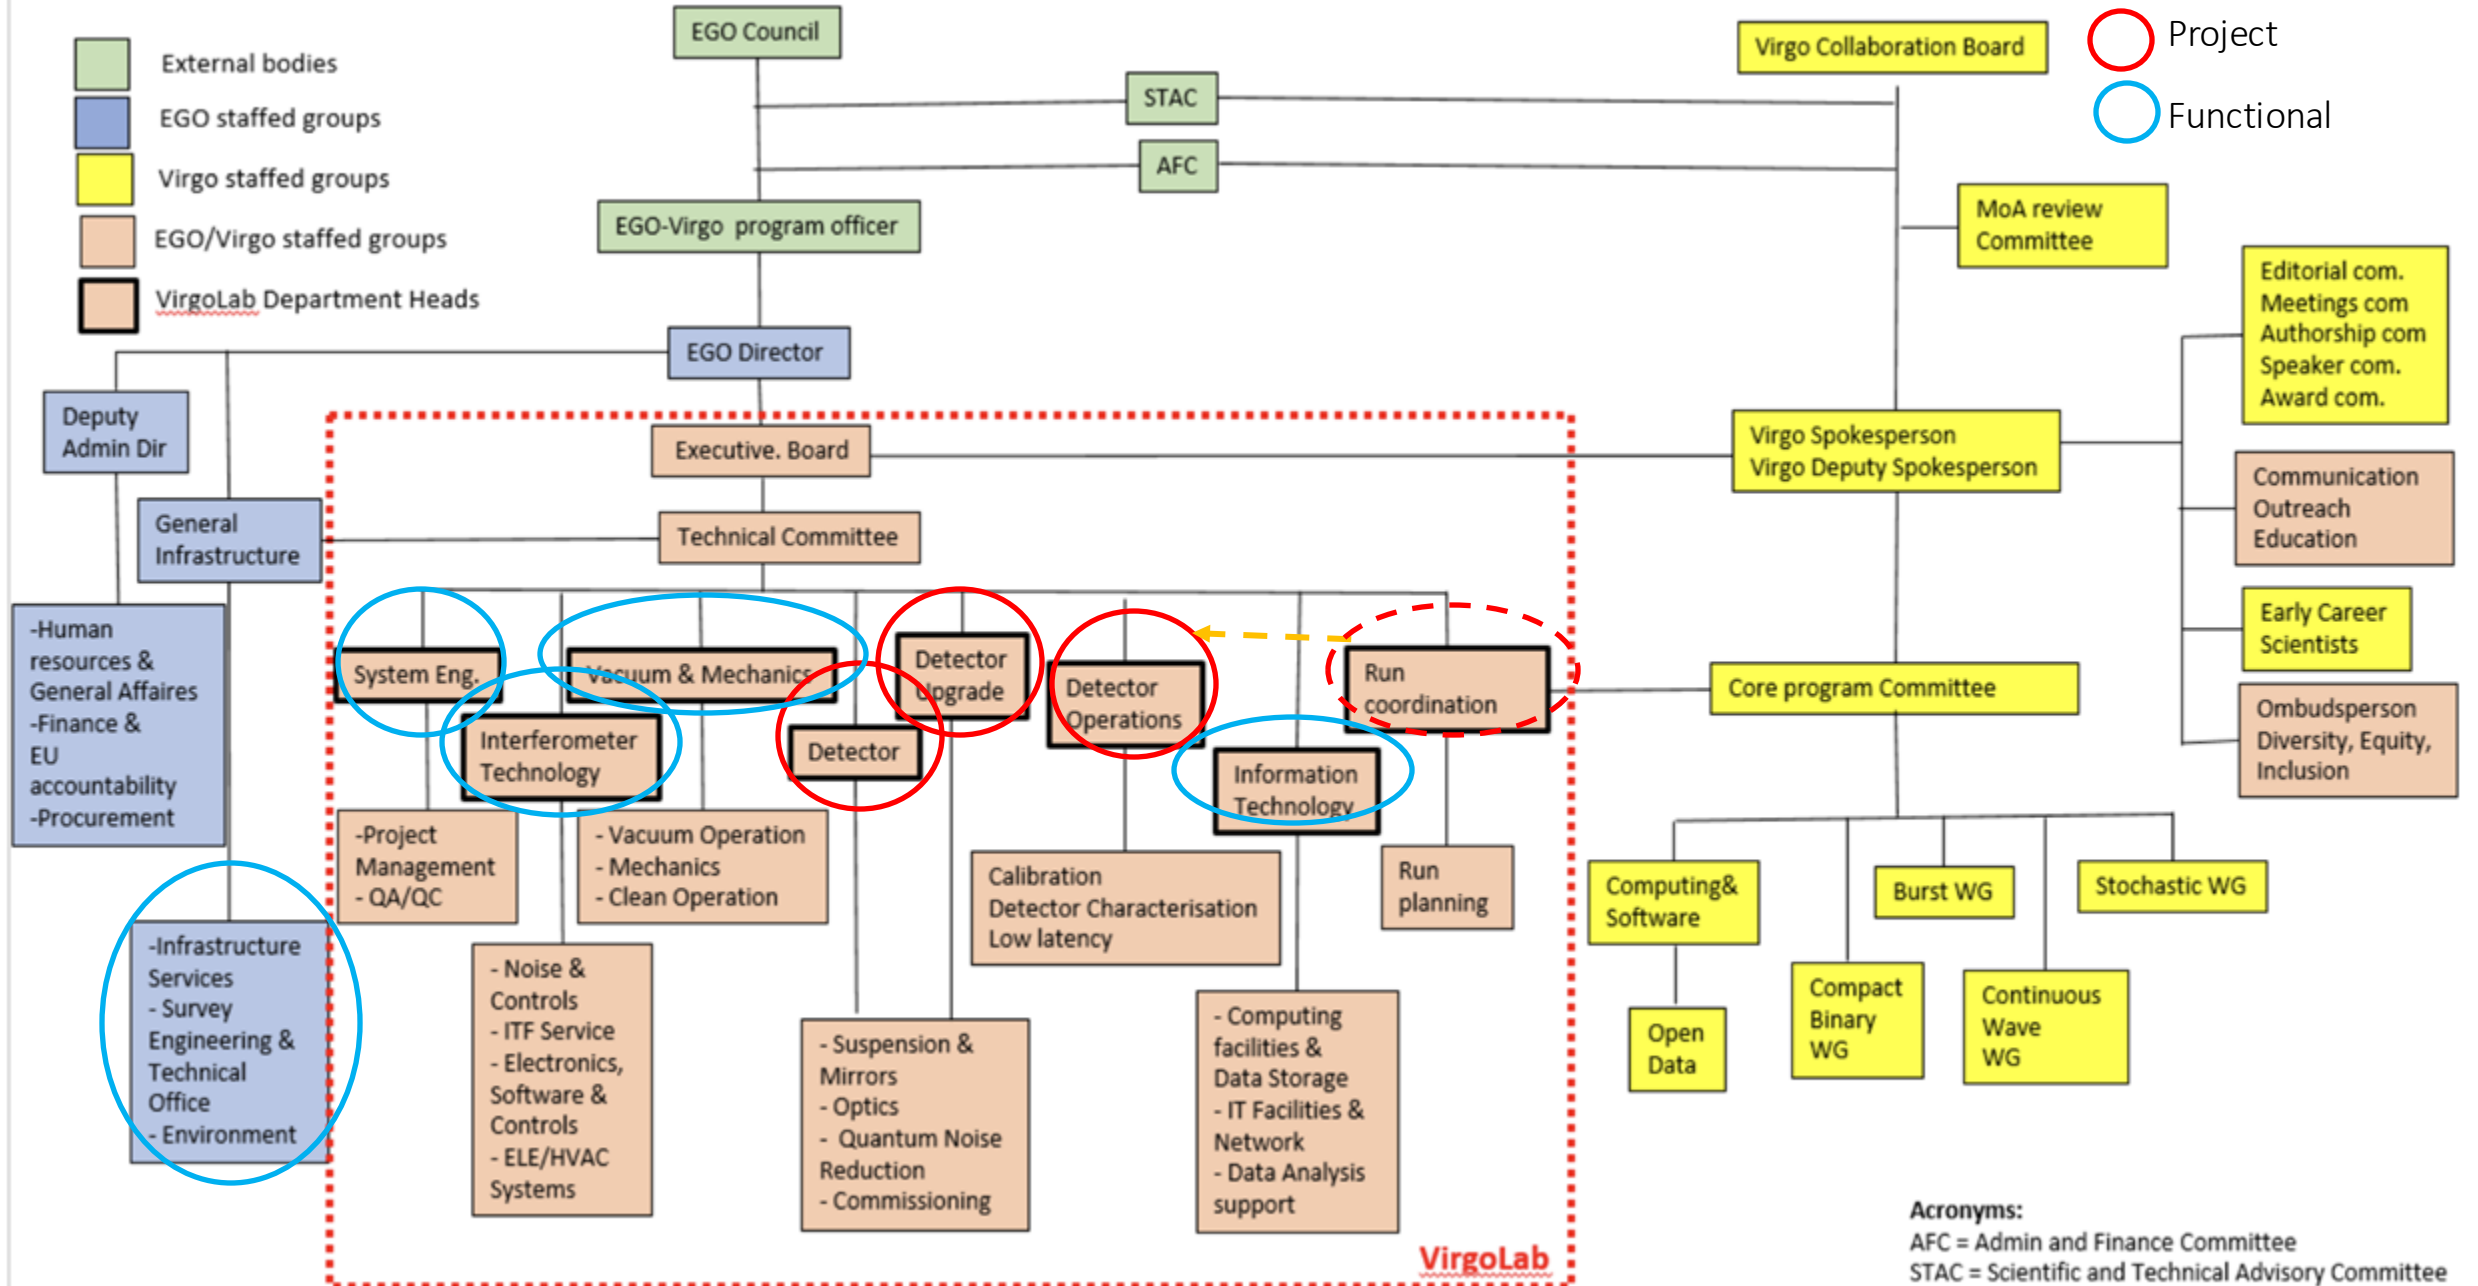 EGO Council
Virgo Collaboration Board
Project
Functional
External bodies
EGO staffed groups
Virgo staffed groups
EGO/Virgo staffed groups
VirgoLab Department Heads
STAC
AFC
EGO-Virgo program officer
MoA review
Committee
Editorial com.
Meetings com
Authorship com
Speaker com.
Award com.
EGO Director
Deputy
Admin Dir
Executive. Board
Virgo Spokesperson
Virgo Deputy Spokesperson
Communication
Outreach
Education
General
Infrastructure
Technical Committee
Early Career
Scientists
-Human
resources &
General Affaires
-Finance &
EU
accountability
-Procurement
System Eng.
Vacuum & Mechanics
Detector
Upgrade
Detector
Operations
Run
coordination
Core program Committee
Ombudsperson
Diversity, Equity,
Inclusion
Interferometer
Technology
Detector
Information
Technology
-Project
Management
- QA/QC
- Vacuum Operation
- Mechanics
- Clean Operation
Calibration
Detector Characterisation
Low latency
Run
planning
Computing&
Software
Burst WG
Stochastic WG
-Infrastructure
Services
- Survey
Engineering &
Technical
Office
- Environment
- Noise &
Controls
- ITF Service
- Electronics,
Software &
Controls
- ELE/HVAC
Systems
- Suspension &
Mirrors
- Optics
- Quantum Noise
Reduction
- Commissioning
- Computing
facilities &
Data Storage
- IT Facilities &
Network
- Data Analysis
support
Open
Data
Compact
Binary
WG
Continuous
Wave
WG
VirgoLab
Acronyms:
AFC = Admin and Finance Committee
STAC = Scientific and Technical Advisory Committee